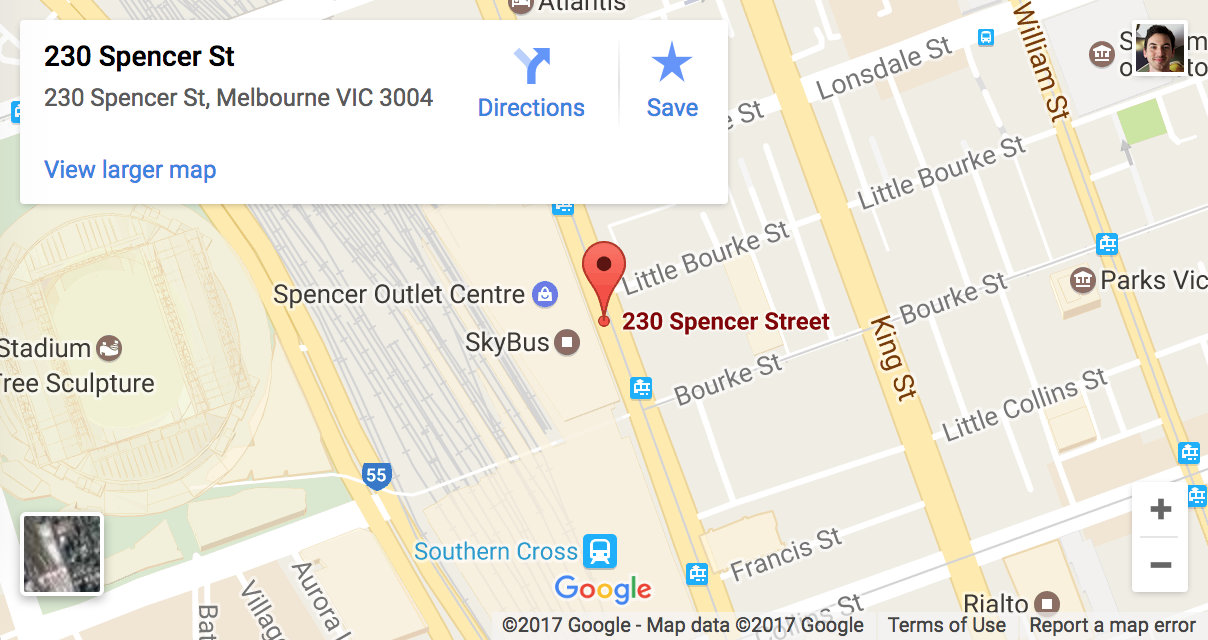 Atlantis
230 Spencer St
230 Spencer St, Melbourne VIC 3004
Directions
Save
View larger map
William St
Lonsdale St
St
Little Bourke St
Little Bourke St
Spencer Outlet Centre
230 Spencer Street
SkyBus
Bourke St
Bourke St
Parks Vic
King St
Stadium
Tree Sculpture
Little Collins St
55
Southern Cross
Francis St
Google
Aurora
Villag
Bat
Collins St
Rialto
+
−
©2017 Google - Map data ©2017 Google
Terms of Use
Report a map error